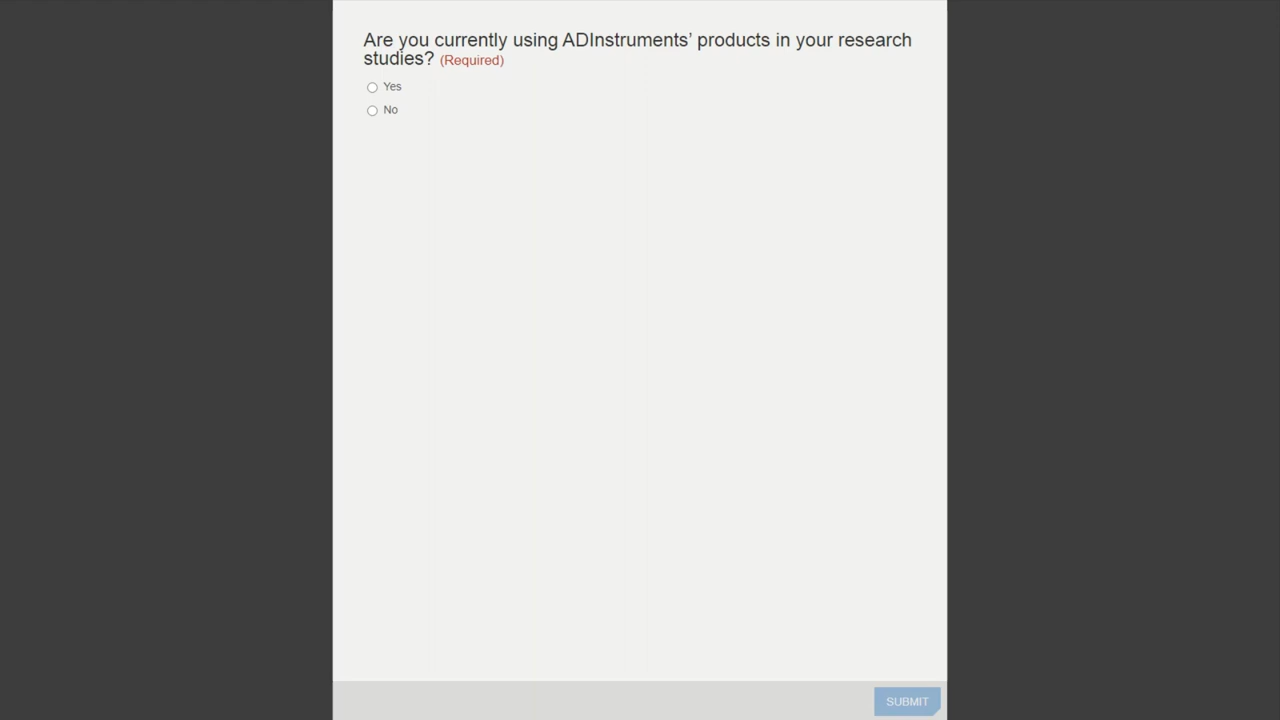 Are you currently using ADInstruments’ products in your research
studies? (Required)
Yes
No
SUBMIT